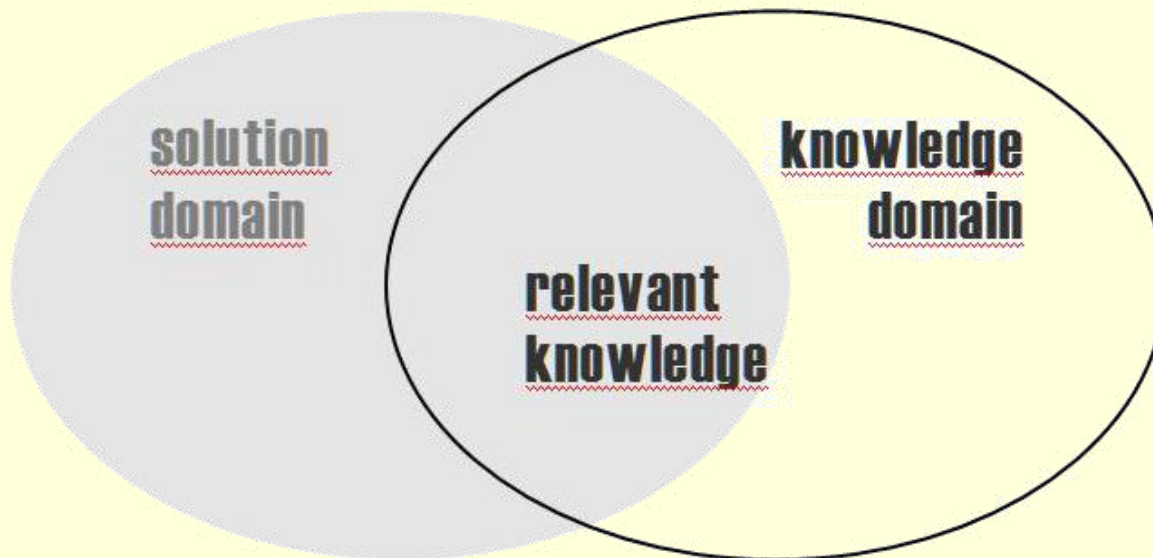 solution
domain
knowledge
domain
relevant
knowledge